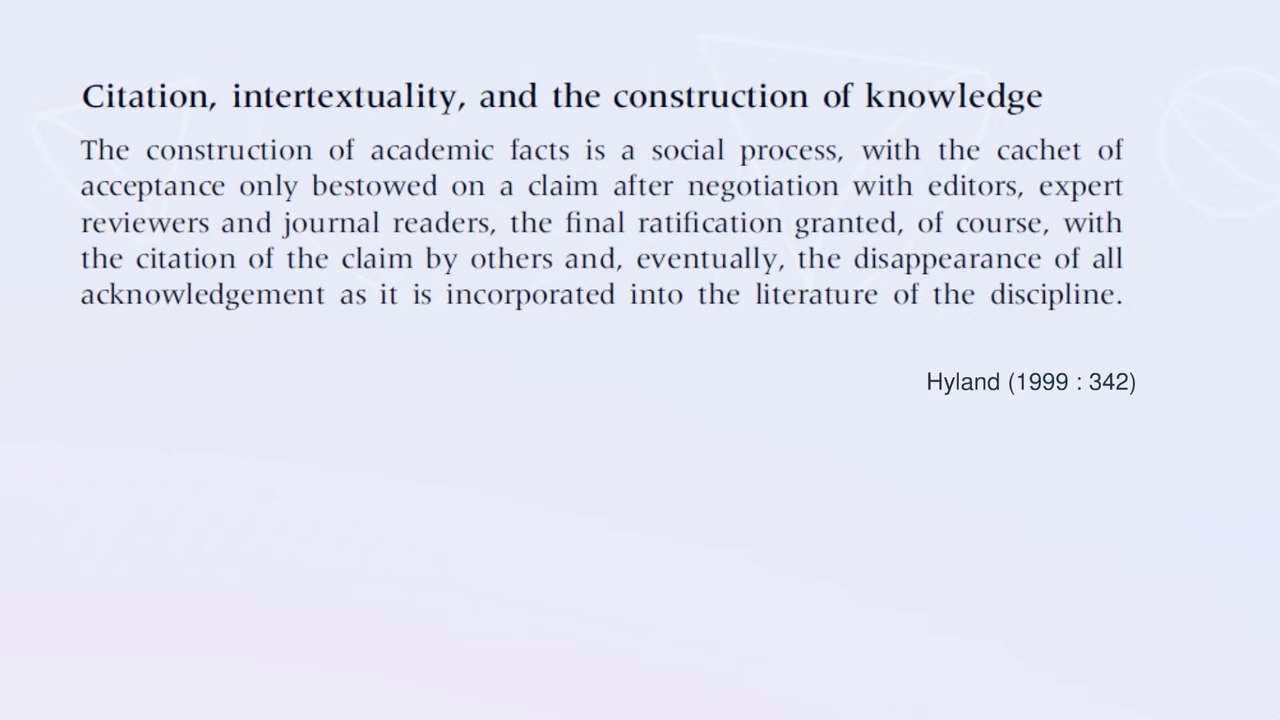 Citation, intertextuality, and the construction of knowledge
The construction of academic facts is a social process, with the cachet of
acceptance only bestowed on a claim after negotiation with editors, expert
reviewers and journal readers, the final ratification granted, of course, with
the citation of the claim by others and, eventually, the disappearance of all
acknowledgement as it is incorporated into the literature of the discipline.
Hyland (1999 : 342)